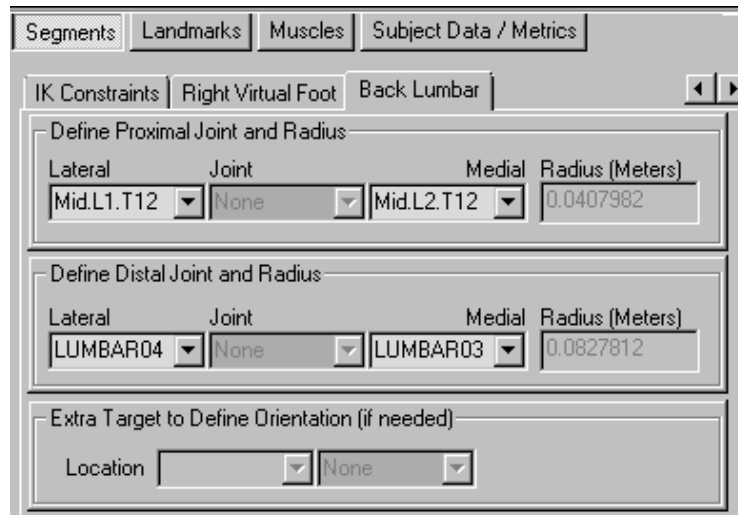 Segments Landmarks Muscles Subject Data / Metrics
IK Constraints Right Virtual Foot Back Lumbar
Define Proximal Joint and Radius
Lateral Joint Medial Radius (Meters)
Mid.L1.T12 None Mid.L2.T12 0.0407982
Define Distal Joint and Radius
Lateral Joint Medial Radius (Meters)
LUMBAR04 None LUMBAR03 0.0827812
Extra Target to Define Orientation (if needed)
Location None